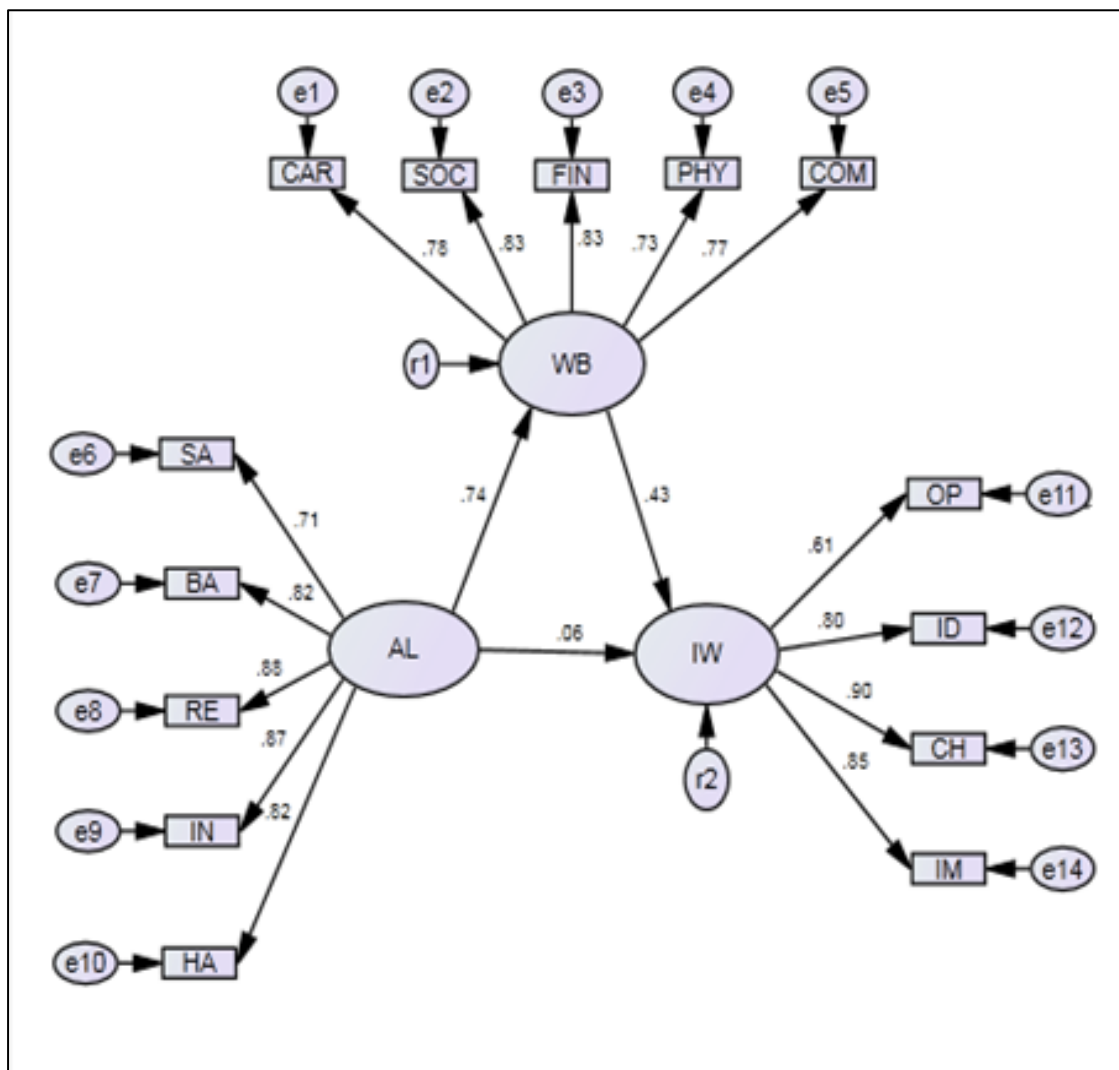 e1 e2 e3 e4 e5
CAR SOC FIN PHY COM
.78 .83 .83 .73 .77
r1 WB
e6 SA
.71
.74
.43
OP e11
.61
e7 BA
.82
ID e12
.80
AL .06 IW
e8 RE
.88
.90
CH e13
.87
.85
r2
e9 IN
.82
IM e14
e10 HA